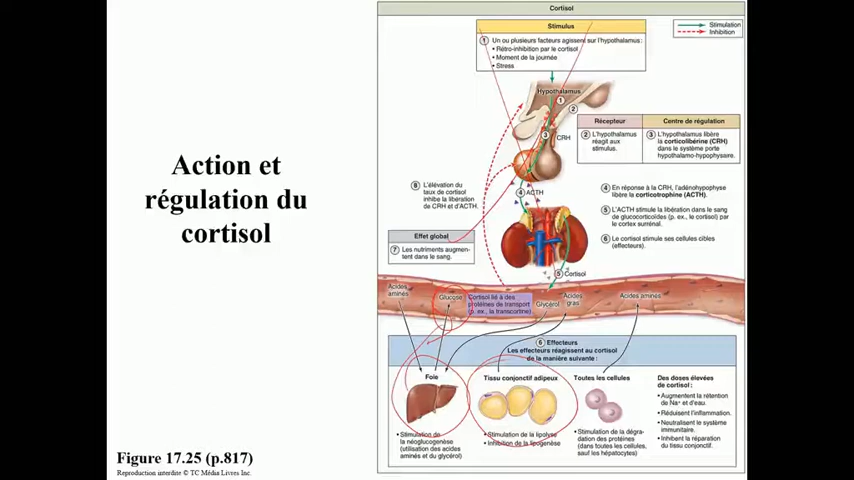 Action et
régulation du
cortisol
Figure 17.25 (p.817)
Reproduction interdite © TC Média Livres Inc.
Cortisol
Stimulus
1 Un ou plusieurs facteurs agissent sur l'hypothalamus :
• Rétro-inhibition par le cortisol
• Moment de la journée
• Stress
Stimulation
Inhibition
Hypothalamus
1
2
3
CRH
Récepteur
2 L'hypothalamus
réagit aux
stimulus.
Centre de régulation
3 L'hypothalamus libère
la corticolibérine (CRH)
dans le système porte
hypothalamo-hypophysaire.
8 L'élévation du
taux de cortisol
inhibe la libération
de CRH et d'ACTH.
4 ACTH
4 En réponse à la CRH, l'adénohypophyse
libère la corticotrophine (ACTH).
5 L'ACTH stimule la libération dans le sang
de glucocorticoïdes (p. ex., le cortisol) par
le cortex surrénal.
6 Le cortisol stimule ses cellules cibles
(effecteurs).
Effet global
7 Les nutriments augmen-
tent dans le sang.
5 Cortisol
Acides
aminés
Glucose
Cortisol lié à des
protéines de transport
(p. ex., la transcortine)
Glycérol
Acides
gras
Acides aminés
6 Effecteurs
Les effecteurs réagissent au cortisol
de la manière suivante :
Foie
• Stimulation de
la néoglucogenèse
(utilisation des acides
aminés et du glycérol)
Tissu conjonctif adipeux
• Stimulation de la lipolyse
• Inhibition de la lipogenèse
Toutes les cellules
• Stimulation de la dégra-
dation des protéines
(dans toutes les cellules,
sauf les hépatocytes)
Des doses élevées
de cortisol :
• Augmentent la rétention
de Na+ et d'eau.
• Réduisent l'inflammation.
• Neutralisent le système
immunitaire.
• Inhibent la réparation
du tissu conjonctif.